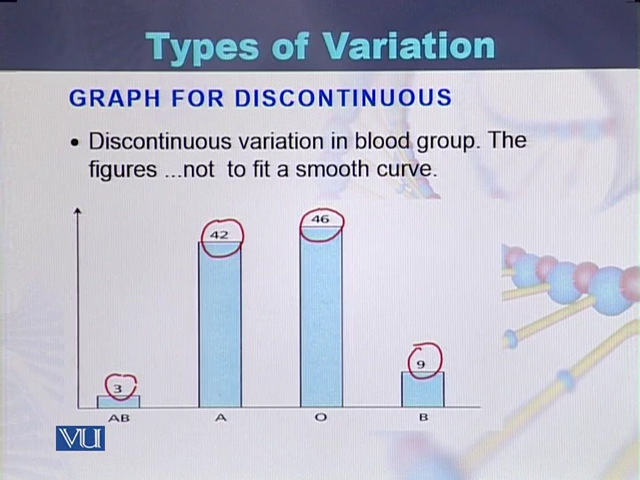 Types of Variation
GRAPH FOR DISCONTINUOUS
• Discontinuous variation in blood group. The
figures ...not to fit a smooth curve.
46
42
9
3
AB A O B
VU